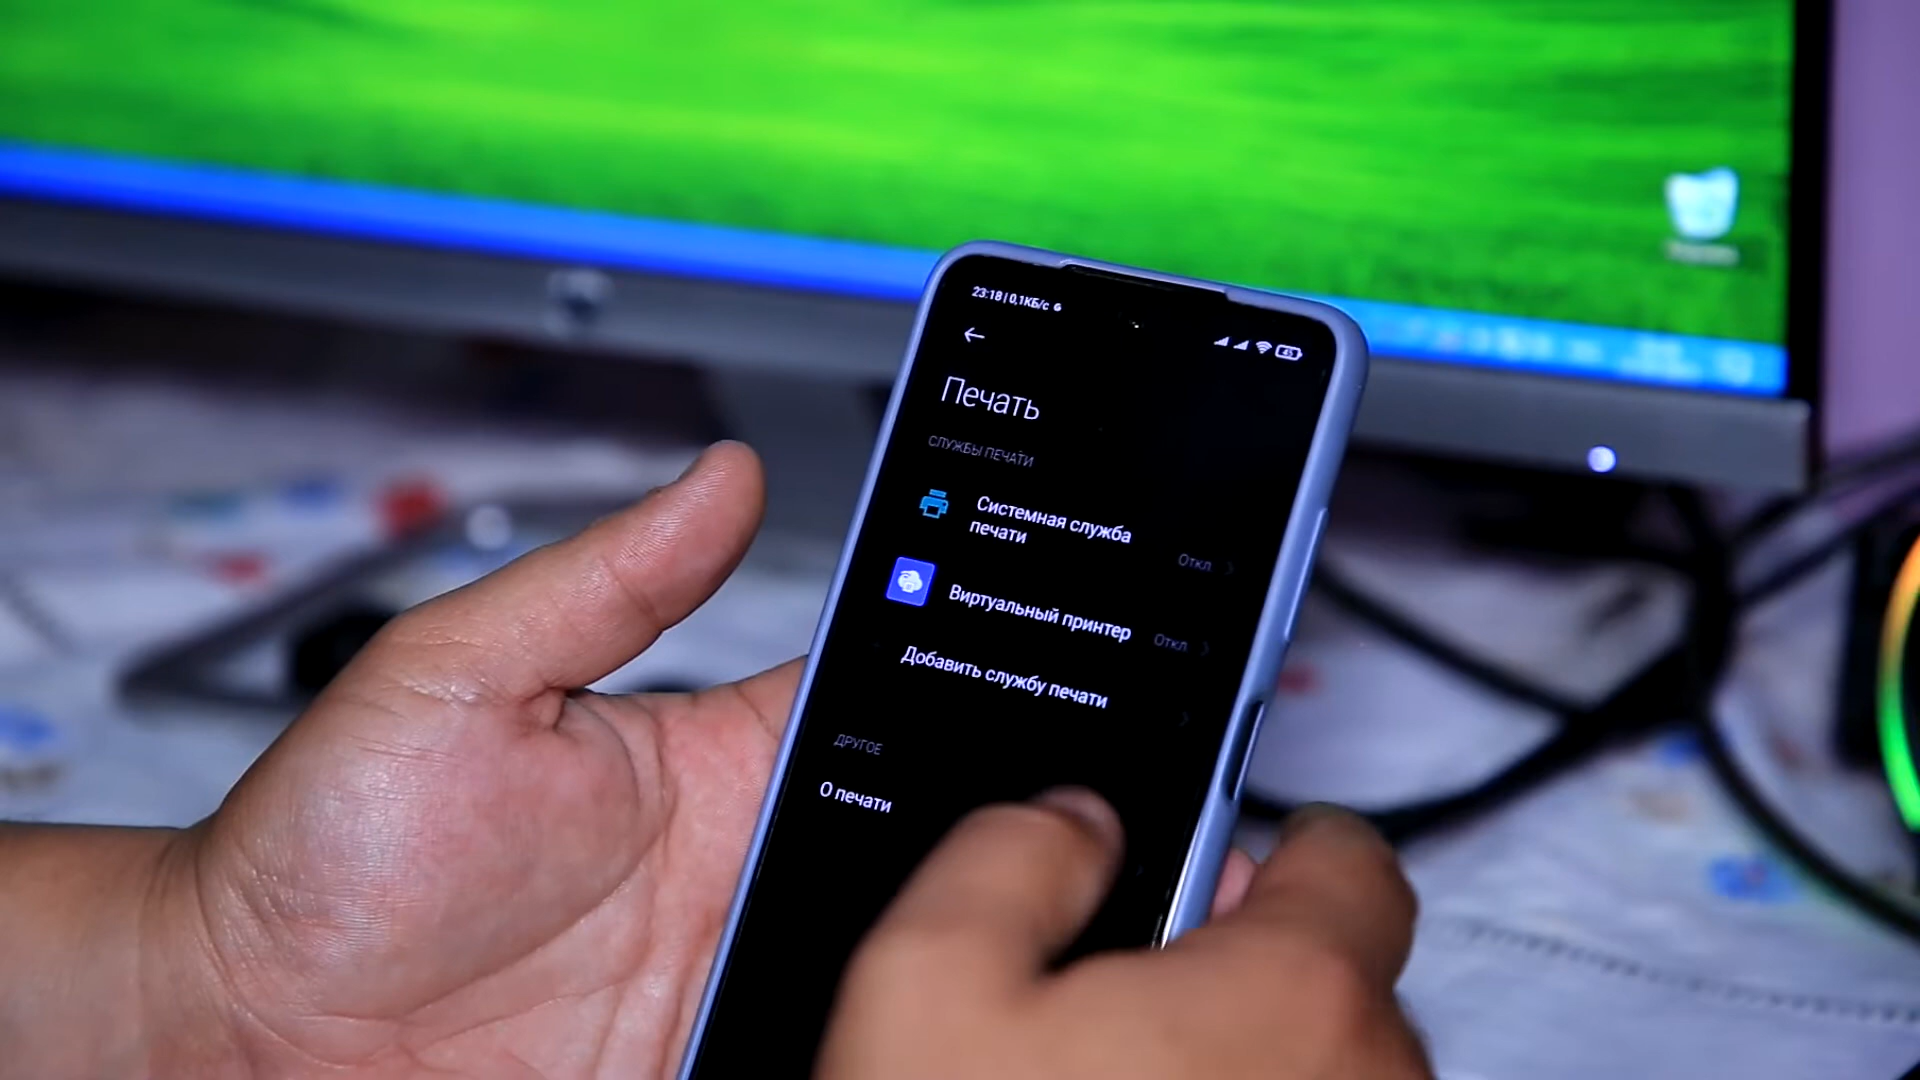 23:18 | 0,1КБ/с
45
Печать
СЛУЖБЫ ПЕЧАТИ
Системная служба
печати
Откл
Виртуальный принтер
Откл
Добавить службу печати
ДРУГОЕ
О печати